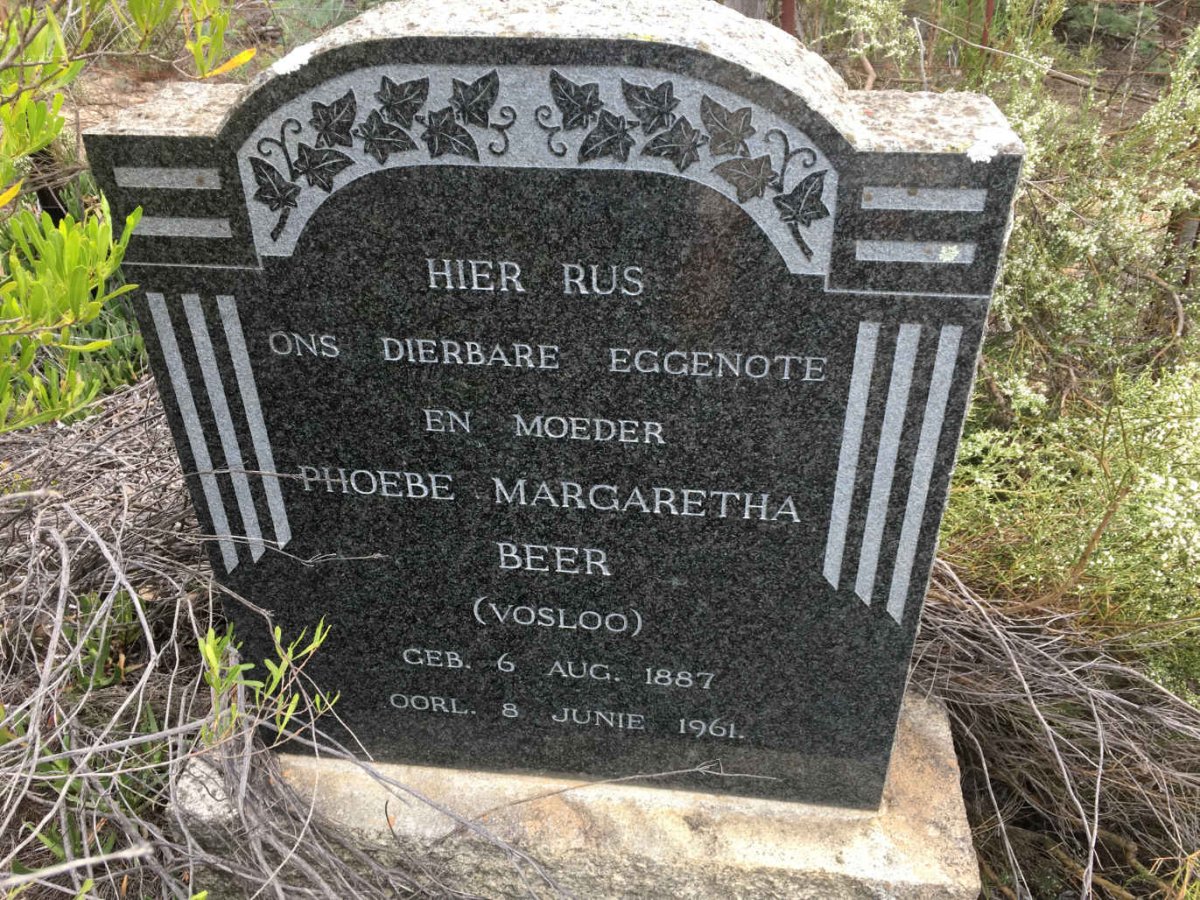 HIER RUS
ONS DIERBARE EGGENOTE
EN MOEDER
PHOEBE MARGARETHA
BEER
(VOSLOO)
GEB. 6 AUG. 1887
OORL. 8 JUNIE 1961.